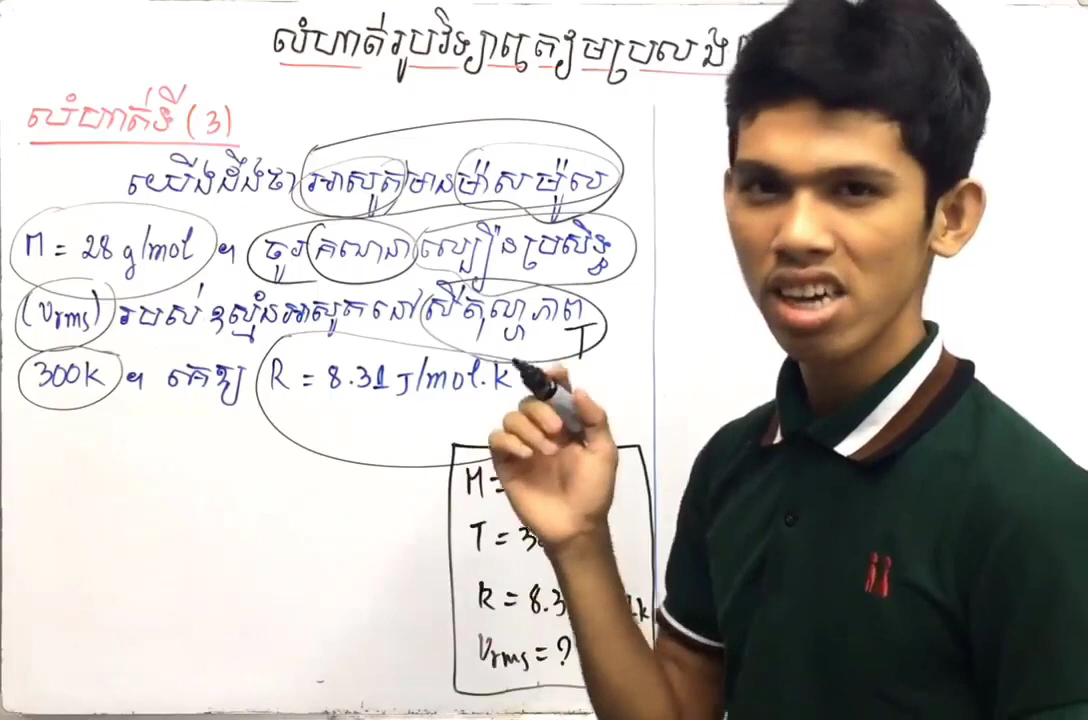 លំហាត់រូបវិទ្យាត្រៀមប្រលង
លំហាត់ទី (3)
យើងដឹងថា អាសូតមានម៉ាសម៉ូល
M = 28 g/mol ។ ចូរគណនាល្បឿនប្រសិទ្ធ
(vrms) របស់ឧស្ម័នអាសូតនៅសីតុណ្ហភាព
T
300K ។ គេឱ្យ R = 8.31 J/mol.K
M =
T = 30
R = 8.3
vrms = ?